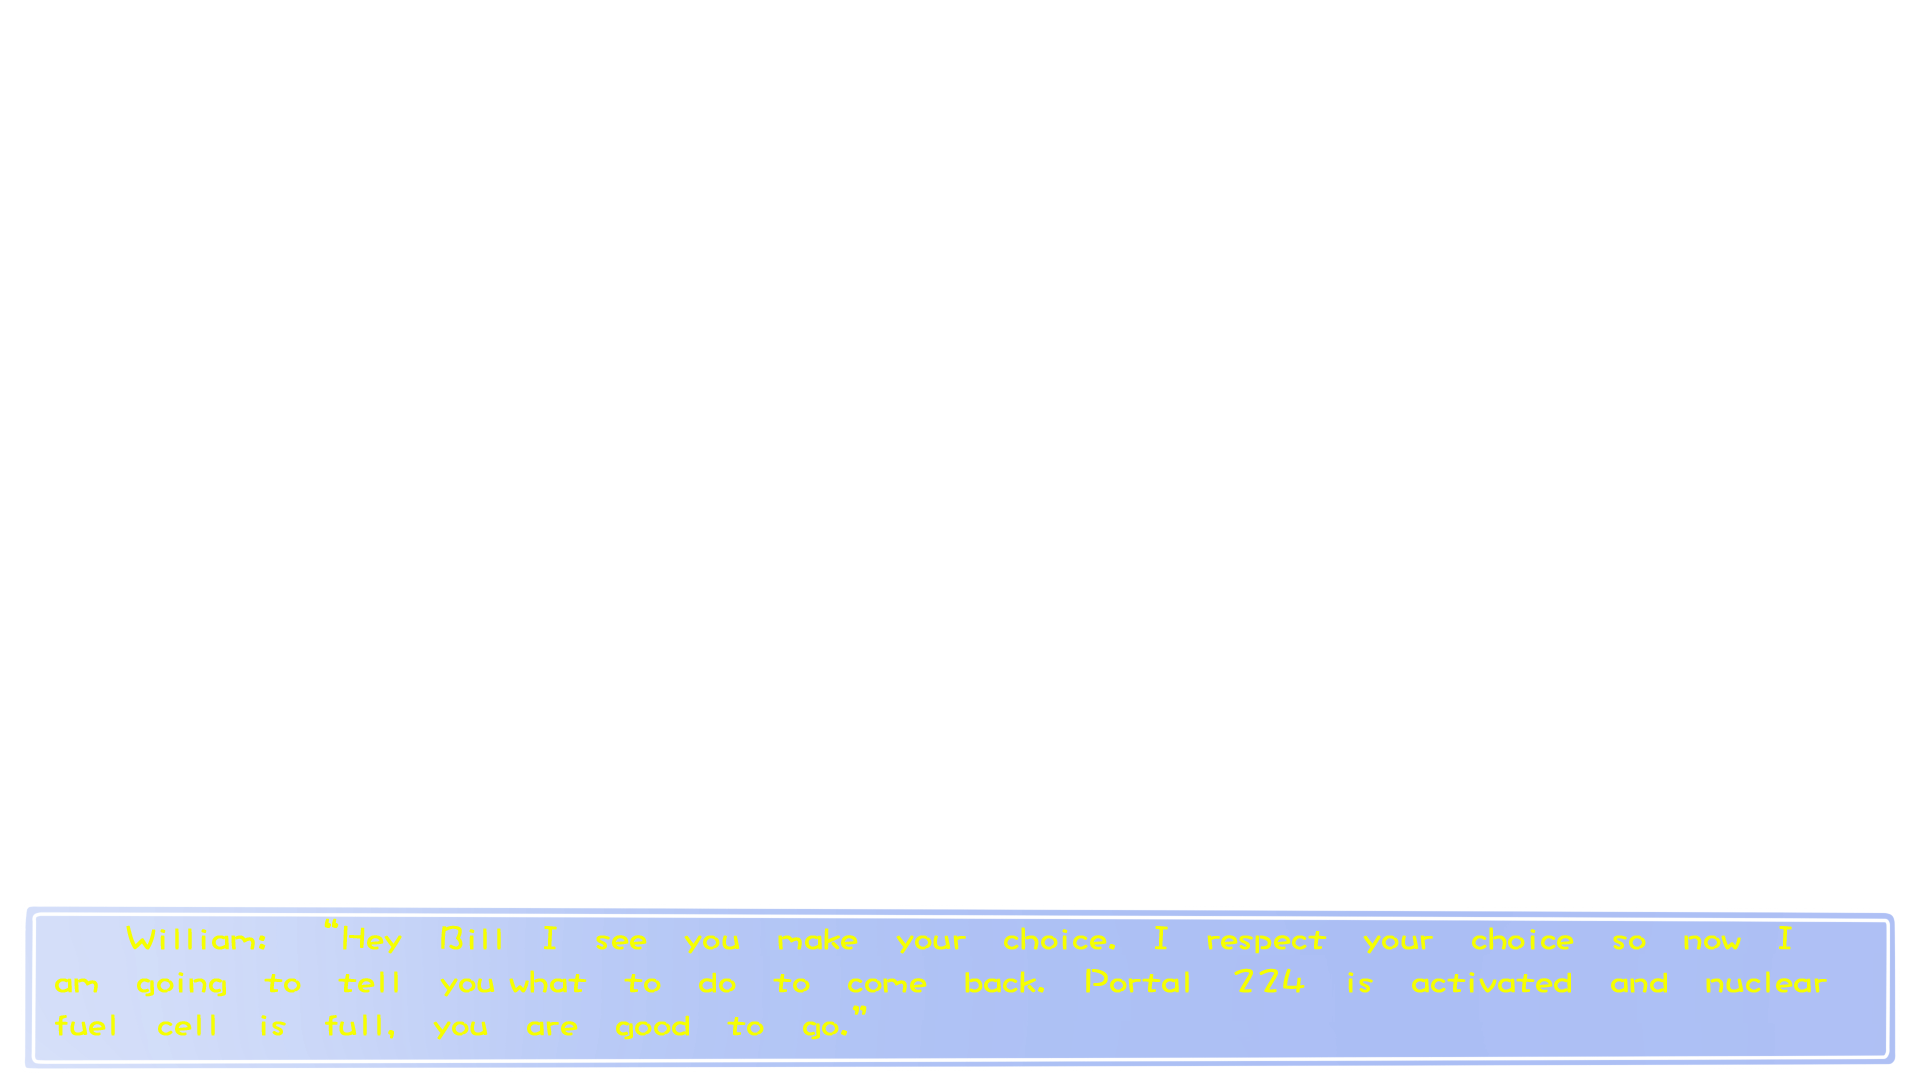 William: "Hey Bill I see you make your choice. I respect your choice so now I
am going to tell you what to do to come back. Portal 224 is activated and nuclear
fuel cell is full, you are good to go."